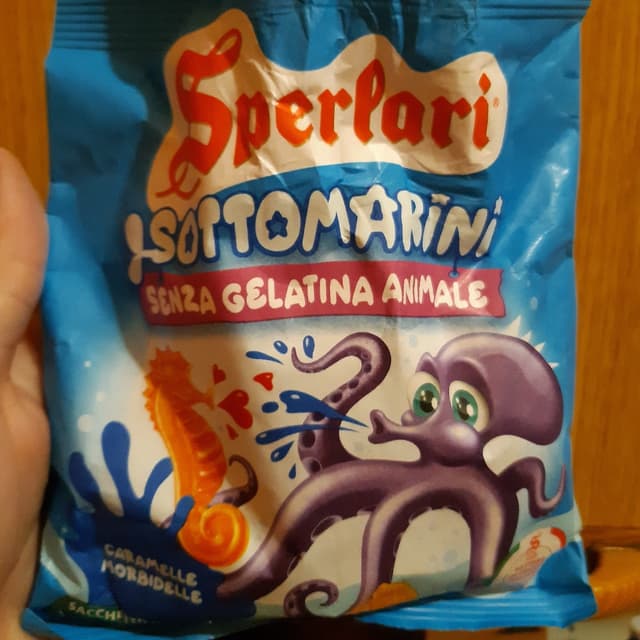 Sperlari
SOTTOMARINI
SENZA GELATINA ANIMALE
CARAMELLE
MORBIDELLE